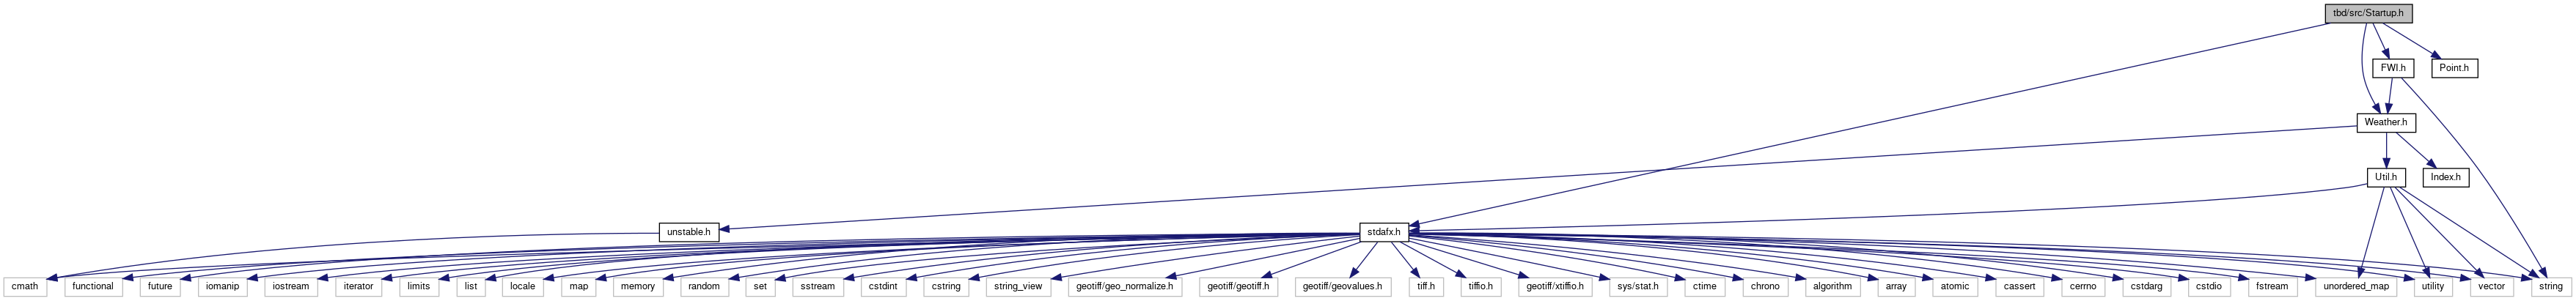 tbd/src/Startup.h
FWI.h
Point.h
Weather.h
Util.h
Index.h
unstable.h
stdafx.h
cmath
functional
future
iomanip
iostream
iterator
limits
list
locale
map
memory
random
set
sstream
cstdint
cstring
string_view
geotiff/geo_normalize.h
geotiff/geotiff.h
geotiff/geovalues.h
tiff.h
tiffio.h
geotiff/xtiffio.h
sys/stat.h
ctime
chrono
algorithm
array
atomic
cassert
cerrno
cstdarg
cstdio
fstream
unordered_map
utility
vector
string